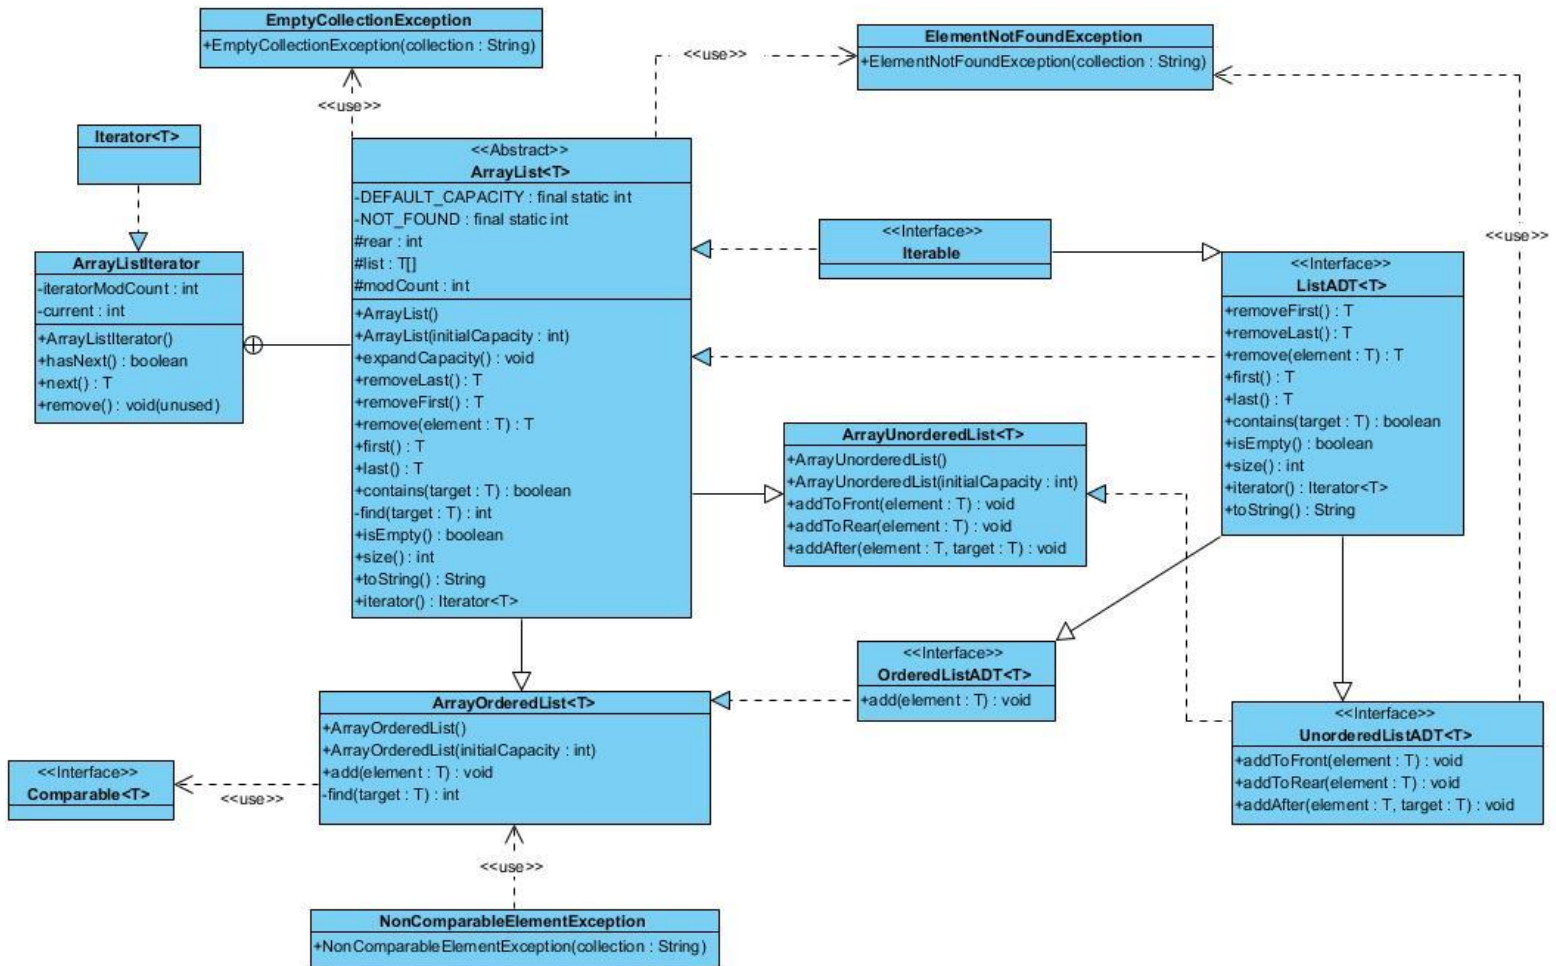 EmptyCollectionException
+EmptyCollectionException(collection : String)
ElementNotFoundException
+ElementNotFoundException(collection : String)
<<use>>
<<use>>
Iterator<T>
<<Abstract>>
ArrayList<T>
-DEFAULT_CAPACITY : final static int
-NOT_FOUND : final static int
#rear : int
#list : T[]
#modCount : int
+ArrayList()
+ArrayList(initialCapacity : int)
+expandCapacity() : void
+removeLast() : T
+removeFirst() : T
+remove(element : T) : T
+first() : T
+last() : T
+contains(target : T) : boolean
-find(target : T) : int
+isEmpty() : boolean
+size() : int
+toString() : String
+iterator() : Iterator<T>
ArrayListIterator
-iteratorModCount : int
-current : int
+ArrayListIterator()
+hasNext() : boolean
+next() : T
+remove() : void(unused)
<<Interface>>
Iterable
<<use>>
<<Interface>>
ListADT<T>
+removeFirst() : T
+removeLast() : T
+remove(element : T) : T
+first() : T
+last() : T
+contains(target : T) : boolean
+isEmpty() : boolean
+size() : int
+iterator() : Iterator<T>
+toString() : String
ArrayUnorderedList<T>
+ArrayUnorderedList()
+ArrayUnorderedList(initialCapacity : int)
+addToFront(element : T) : void
+addToRear(element : T) : void
+addAfter(element : T, target : T) : void
<<Interface>>
OrderedListADT<T>
+add(element : T) : void
ArrayOrderedList<T>
+ArrayOrderedList()
+ArrayOrderedList(initialCapacity : int)
+add(element : T) : void
-find(target : T) : int
<<Interface>>
UnorderedListADT<T>
+addToFront(element : T) : void
+addToRear(element : T) : void
+addAfter(element : T, target : T) : void
<<Interface>>
Comparable<T>
<<use>>
<<use>>
NonComparableElementException
+NonComparableElementException(collection : String)